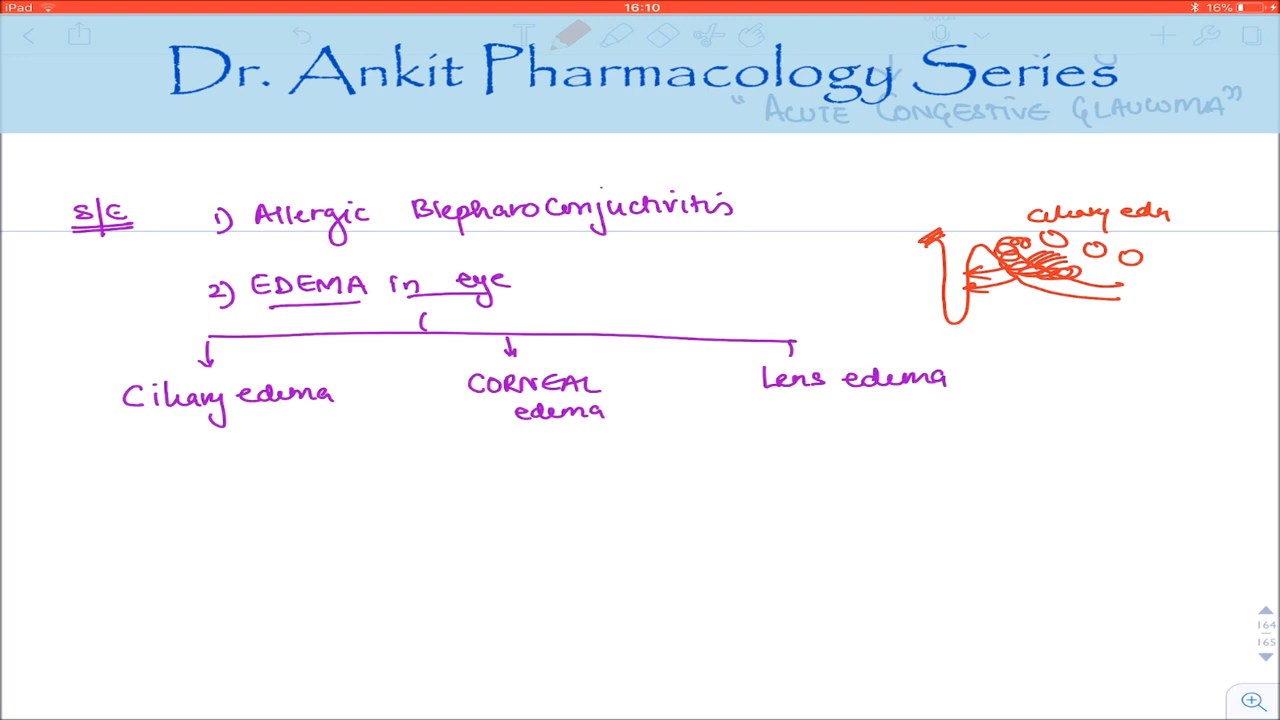 iPad 16:10 16%
Dr. Ankit Pharmacology Series
"ACUTE CONGESTIVE GLAUCOMA"
S/E 1) Allergic BlepharoConjuctivitis
ciliary edn
2) EDEMA in eye
Ciliary edema
CORNEAL
edema
Lens edema
164
165